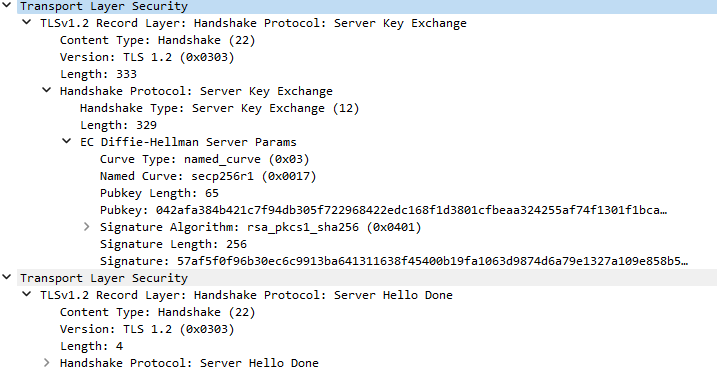 Transport Layer Security
TLSv1.2 Record Layer: Handshake Protocol: Server Key Exchange
Content Type: Handshake (22)
Version: TLS 1.2 (0x0303)
Length: 333
Handshake Protocol: Server Key Exchange
Handshake Type: Server Key Exchange (12)
Length: 329
EC Diffie-Hellman Server Params
Curve Type: named_curve (0x03)
Named Curve: secp256r1 (0x0017)
Pubkey Length: 65
Pubkey: 042afa384b421c7f94db305f722968422edc168f1d3801cfbeaa324255af74f1301f1bca…
Signature Algorithm: rsa_pkcs1_sha256 (0x0401)
Signature Length: 256
Signature: 57af5f0f96b30ec6c9913ba641311638f45400b19fa1063d9874d6a79e1327a109e858b5…
Transport Layer Security
TLSv1.2 Record Layer: Handshake Protocol: Server Hello Done
Content Type: Handshake (22)
Version: TLS 1.2 (0x0303)
Length: 4
Handshake Protocol: Server Hello Done